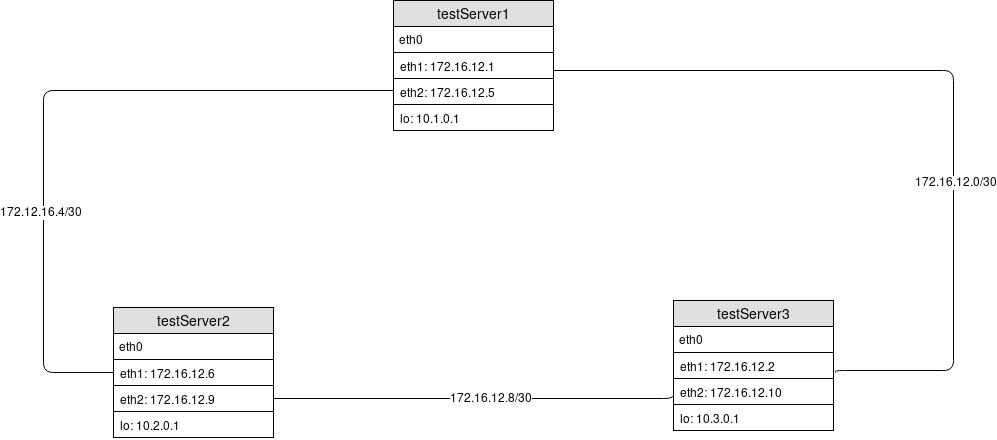 testServer1
eth0
eth1: 172.16.12.1
eth2: 172.16.12.5
lo: 10.1.0.1
172.16.12.0/30
172.12.16.4/30
testServer2
eth0
eth1: 172.16.12.6
eth2: 172.16.12.9
lo: 10.2.0.1
172.16.12.8/30
testServer3
eth0
eth1: 172.16.12.2
eth2: 172.16.12.10
lo: 10.3.0.1